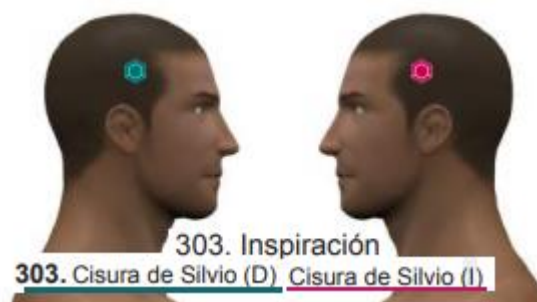 303. Inspiración
303. Cisura de Silvio (D) Cisura de Silvio (I)